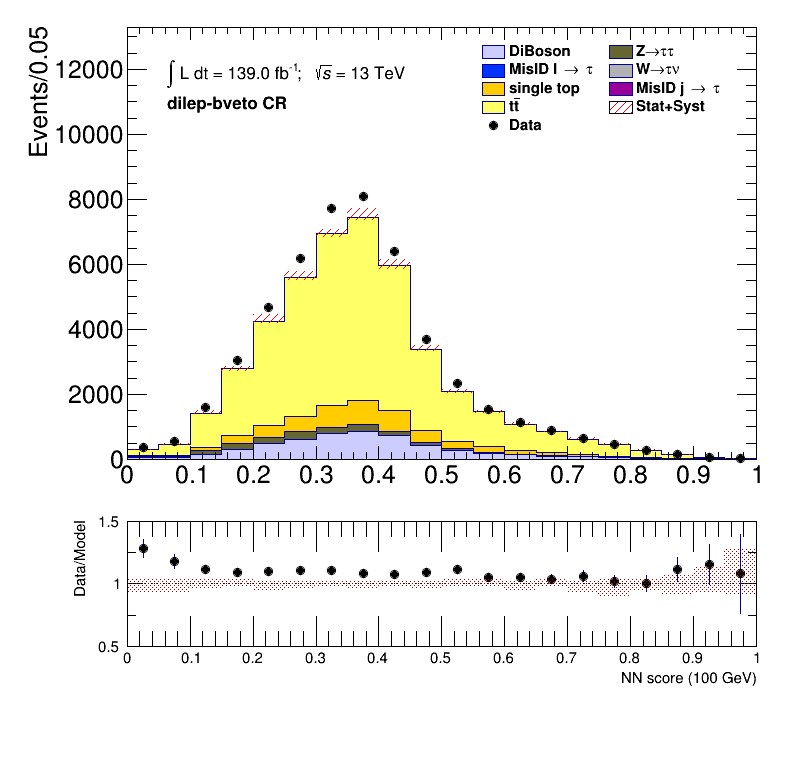 Events/0.05
12000
10000
8000
6000
4000
2000
0
∫ L dt = 139.0 fb⁻¹; √s = 13 TeV
dilep-bveto CR
DiBoson
MisID l → τ
single top
tt̄
Data
Z→ττ
W→τν
MisID j → τ
Stat+Syst
0 0.1 0.2 0.3 0.4 0.5 0.6 0.7 0.8 0.9 1
Data/Model
1.5
1
0.5
0 0.1 0.2 0.3 0.4 0.5 0.6 0.7 0.8 0.9 1
NN score (100 GeV)